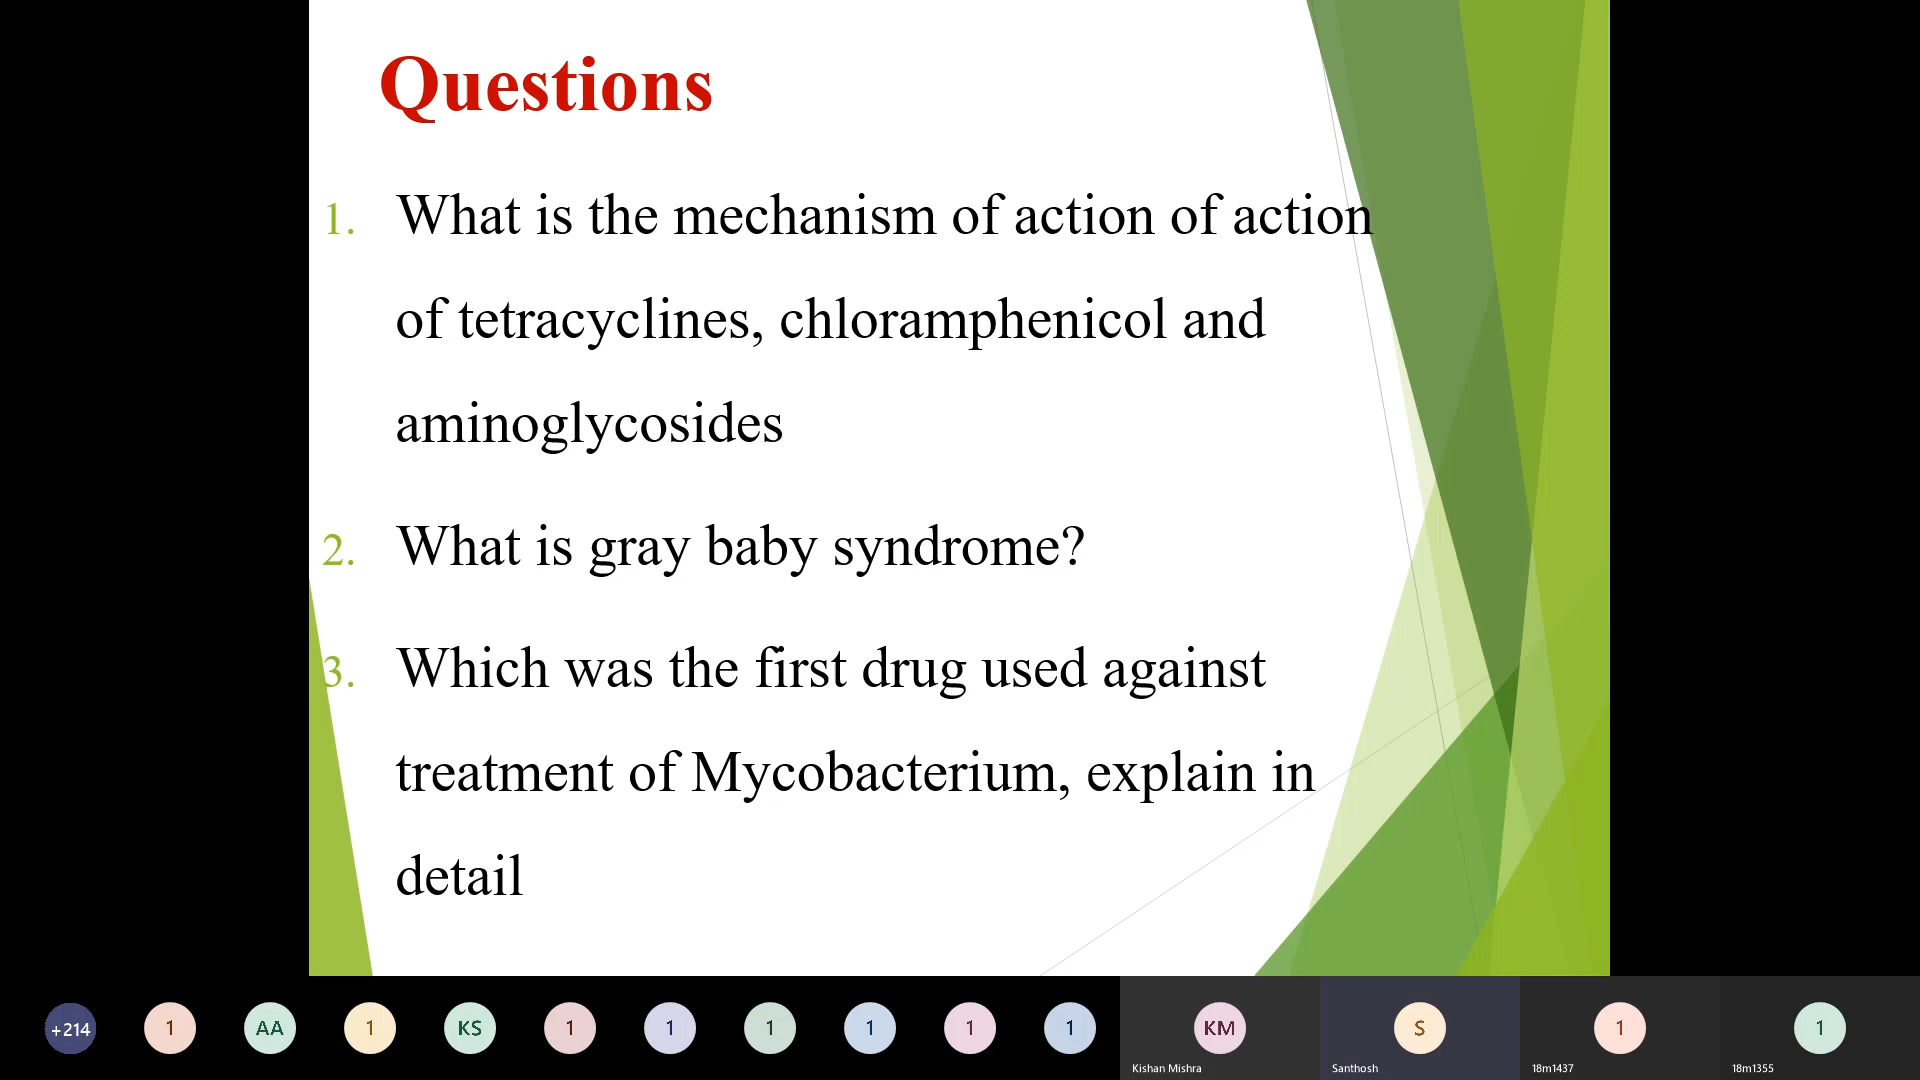 Questions
1. What is the mechanism of action of action
of tetracyclines, chloramphenicol and
aminoglycosides
2. What is gray baby syndrome?
3. Which was the first drug used against
treatment of Mycobacterium, explain in
detail
+214
1
AA
1
KS
1
1
1
1
1
1
KM
Kishan Mishra
S
Santhosh
1
18m1437
1
18m1355